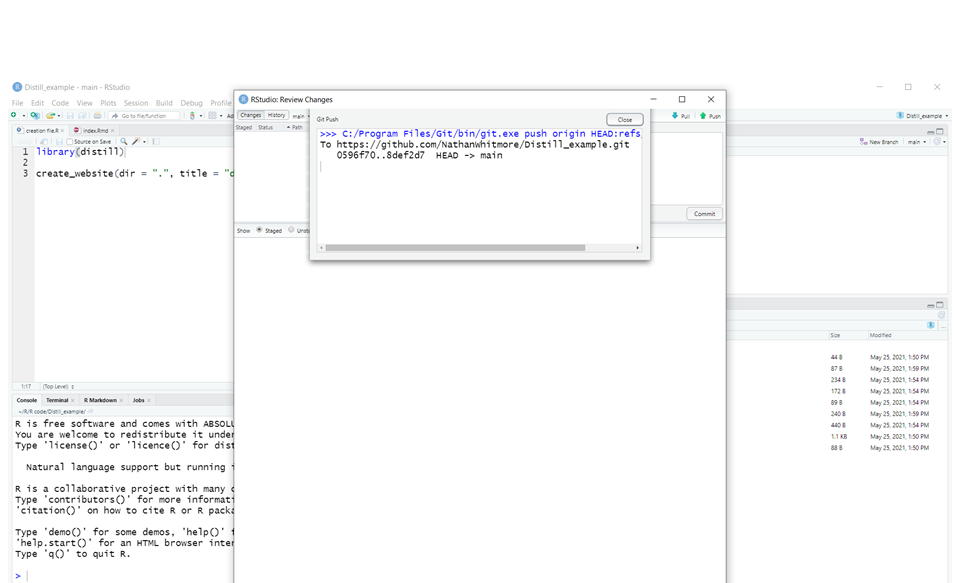 Distill_example - main - RStudio
File Edit Code View Plots Session Build Debug Profile
Go to file/function
Ad
Distill_example
creation file.R
index.Rmd
Source on Save
1 library(distill)
2
3 create_website(dir = ".", title = "d
1:17 (Top Level)
RStudio: Review Changes
Changes History main
Pull Push
Staged Status Path
Git Push
Close
>>> C:/Program Files/Git/bin/git.exe push origin HEAD:refs
To https://github.com/NathanWhitmore/Distill_example.git
0596f70..8def2d7 HEAD -> main
Commit
Show Staged Unsta
New Branch main
Size Modified
44 B May 25, 2021, 1:50 PM
87 B May 25, 2021, 1:59 PM
234 B May 25, 2021, 1:54 PM
172 B May 25, 2021, 1:54 PM
89 B May 25, 2021, 1:54 PM
240 B May 25, 2021, 1:59 PM
440 B May 25, 2021, 1:54 PM
1.1 KB May 25, 2021, 1:50 PM
88 B May 25, 2021, 1:50 PM
Console Terminal R Markdown Jobs
~/R/R code/Distill_example/
R is free software and comes with ABSOLU
You are welcome to redistribute it under
Type 'license()' or 'licence()' for dist
Natural language support but running i
R is a collaborative project with many c
Type 'contributors()' for more informati
'citation()' on how to cite R or R packa
Type 'demo()' for some demos, 'help()'
'help.start()' for an HTML browser inter
Type 'q()' to quit R.
>